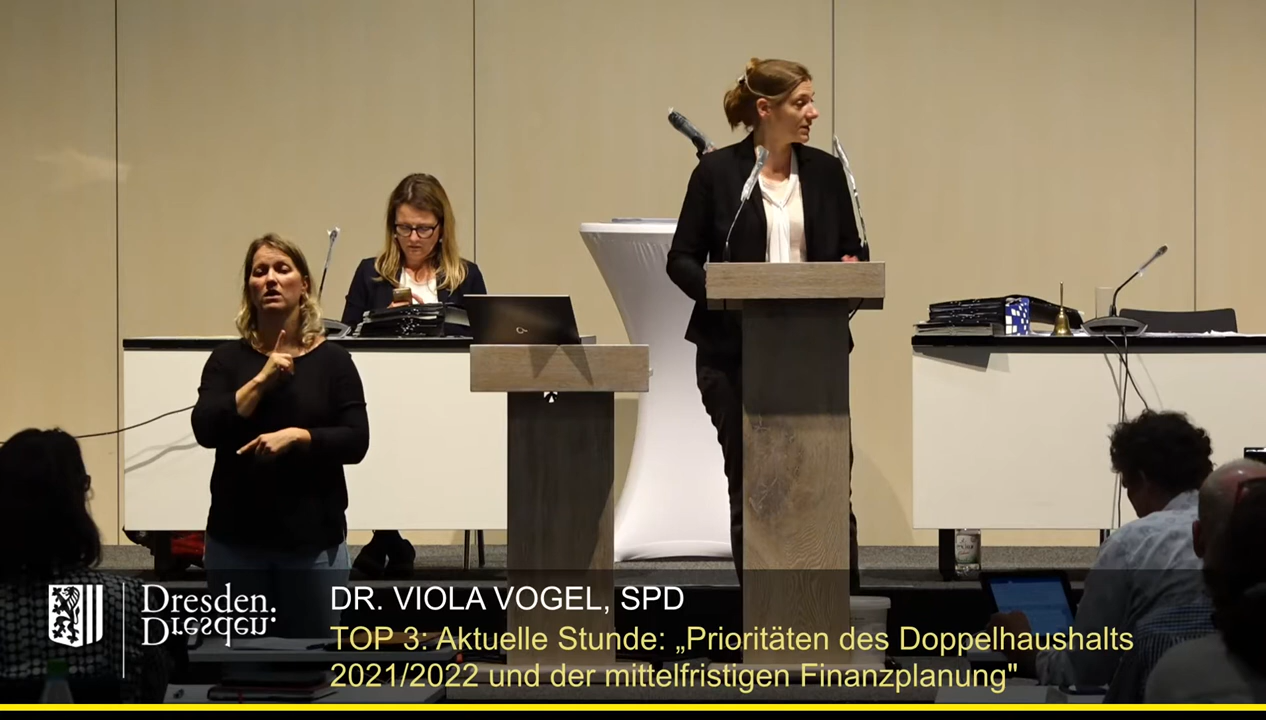 Dresden.
Dresden.
DR. VIOLA VOGEL, SPD
TOP 3: Aktuelle Stunde: „Prioritäten des Doppelhaushalts
2021/2022 und der mittelfristigen Finanzplanung"